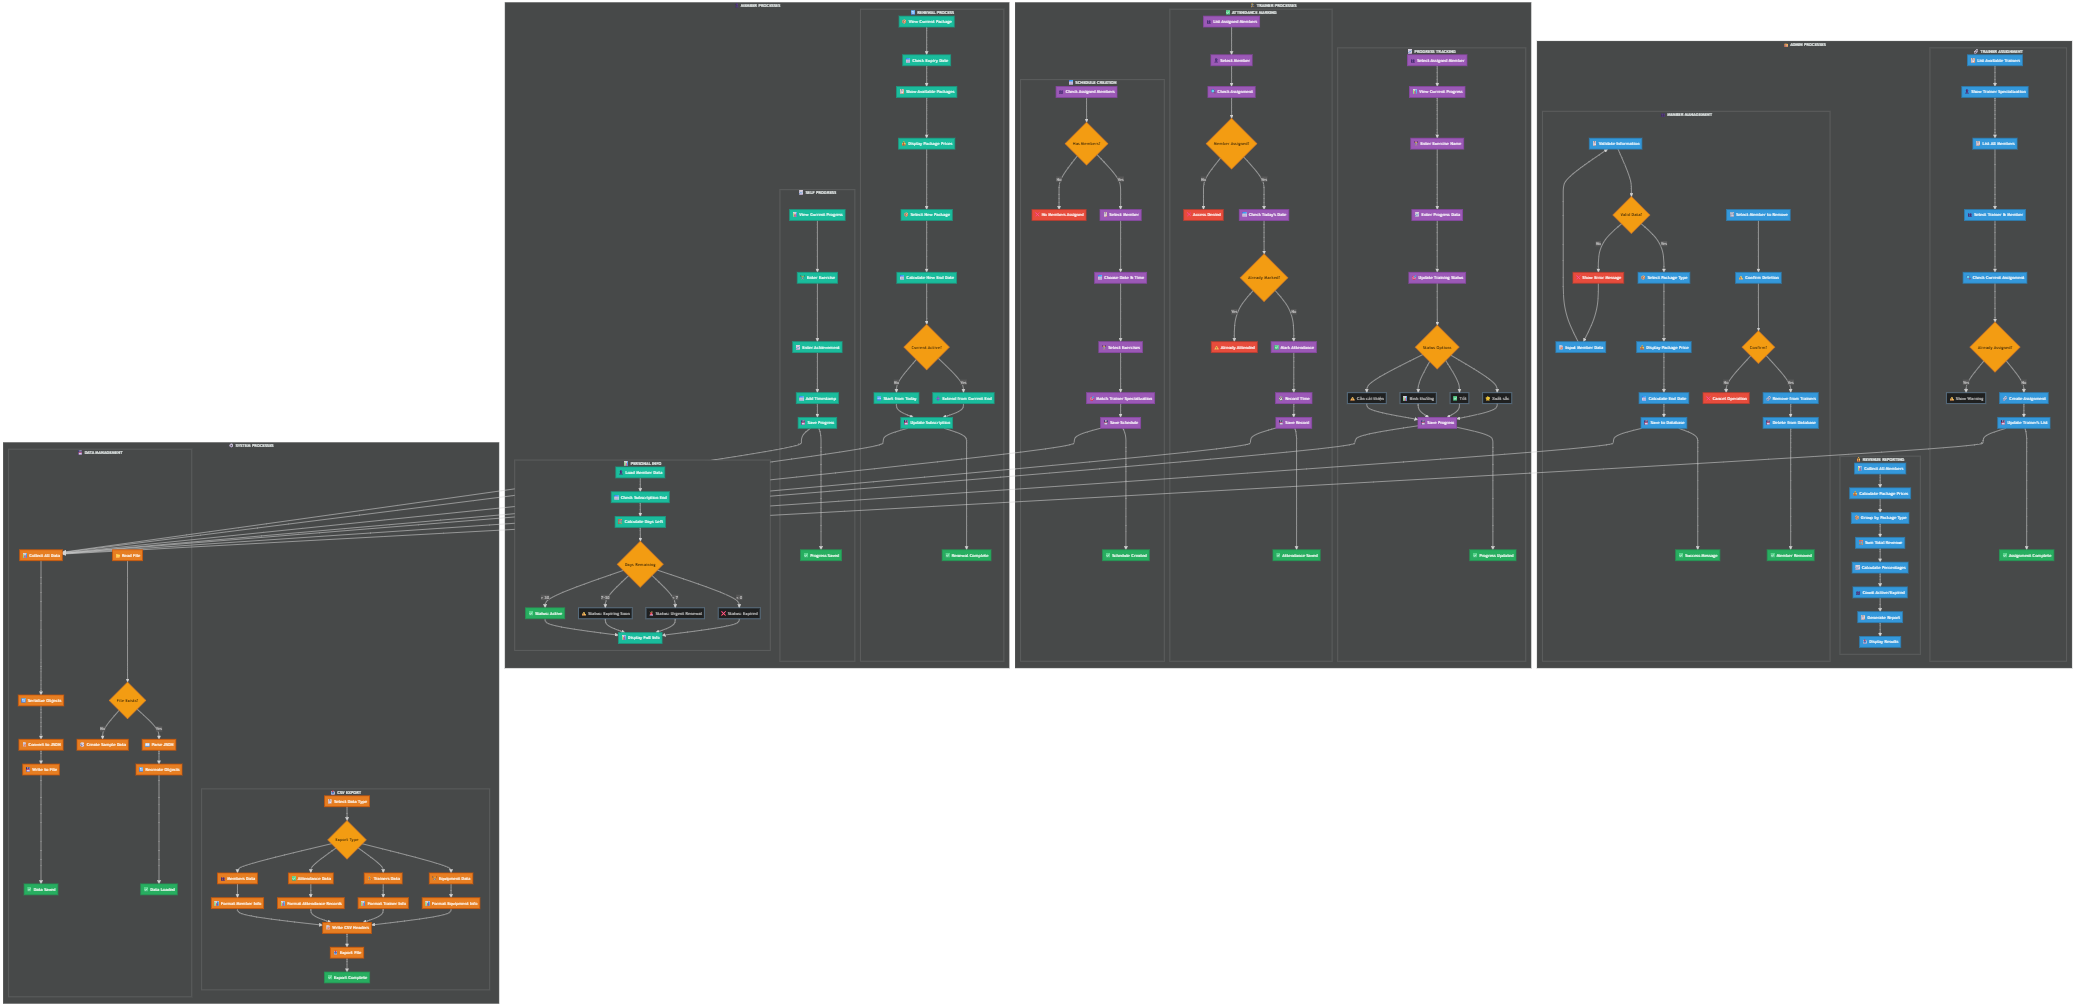 MEMBER PROCESSES
RENEWAL PROCESS
View Current Package
Check Expiry Date
Show Available Packages
Display Package Prices
Select New Package
Calculate New End Date
Current Active?
No
Yes
Start from Today
Extend from Current End
Update Subscription
Renewal Complete
SELF PROGRESS
View Current Progress
Enter Exercise
Enter Achievement
Add Timestamp
Save Progress
Progress Saved
PERSONAL INFO
Load Member Data
Check Subscription End
Calculate Days Left
Days Remaining
Status: Active
Status: Expiring Soon
Status: Urgent Renewal
Status: Expired
Display Full Info
TRAINER PROCESSES
ATTENDANCE MARKING
List Assigned Members
Select Member
Check Assignment
Member Assigned?
No
Yes
Access Denied
Check Today's Date
Already Marked?
Yes
No
Already Attended
Mark Attendance
Record Time
Save Record
Attendance Saved
PROGRESS TRACKING
Select Assigned Member
View Current Progress
Enter Exercise Name
Enter Progress Data
Update Training Status
Status Options
Cần cải thiện
Bình thường
Tốt
Xuất sắc
Save Progress
Progress Updated
SCHEDULE CREATION
Check Assigned Members
Has Members?
No
Yes
No Members Assigned
Select Member
Choose Date & Time
Select Exercises
Match Trainer Specialization
Save Schedule
Schedule Created
ADMIN PROCESSES
TRAINER ASSIGNMENT
List Available Trainers
Show Trainer Specialization
List All Members
Select Trainer & Member
Check Current Assignment
Already Assigned?
Yes
No
Show Warning
Create Assignment
Update Trainer's List
Assignment Complete
MEMBER MANAGEMENT
Validate Information
Valid Data?
No
Yes
Show Error Message
Select Package Type
Input Member Data
Display Package Price
Calculate End Date
Save to Database
Success Message
Select Member to Remove
Confirm Deletion
Confirm?
No
Yes
Cancel Operation
Remove from Trainers
Delete from Database
Member Removed
REVENUE REPORTING
Collect All Members
Calculate Package Prices
Group by Package Type
Sum Total Revenue
Calculate Percentages
Count Active/Expired
Generate Report
Display Results
SYSTEM PROCESSES
DATA MANAGEMENT
Collect All Data
Read File
Serialize Objects
File Exists?
No
Yes
Convert to JSON
Create Sample Data
Parse JSON
Write to File
Recreate Objects
Data Saved
Data Loaded
CSV EXPORT
Select Data Type
Export Type
Members Data
Attendance Data
Trainers Data
Equipment Data
Format Member Info
Format Attendance Records
Format Trainer Info
Format Equipment Info
Write CSV Headers
Export File
Export Complete